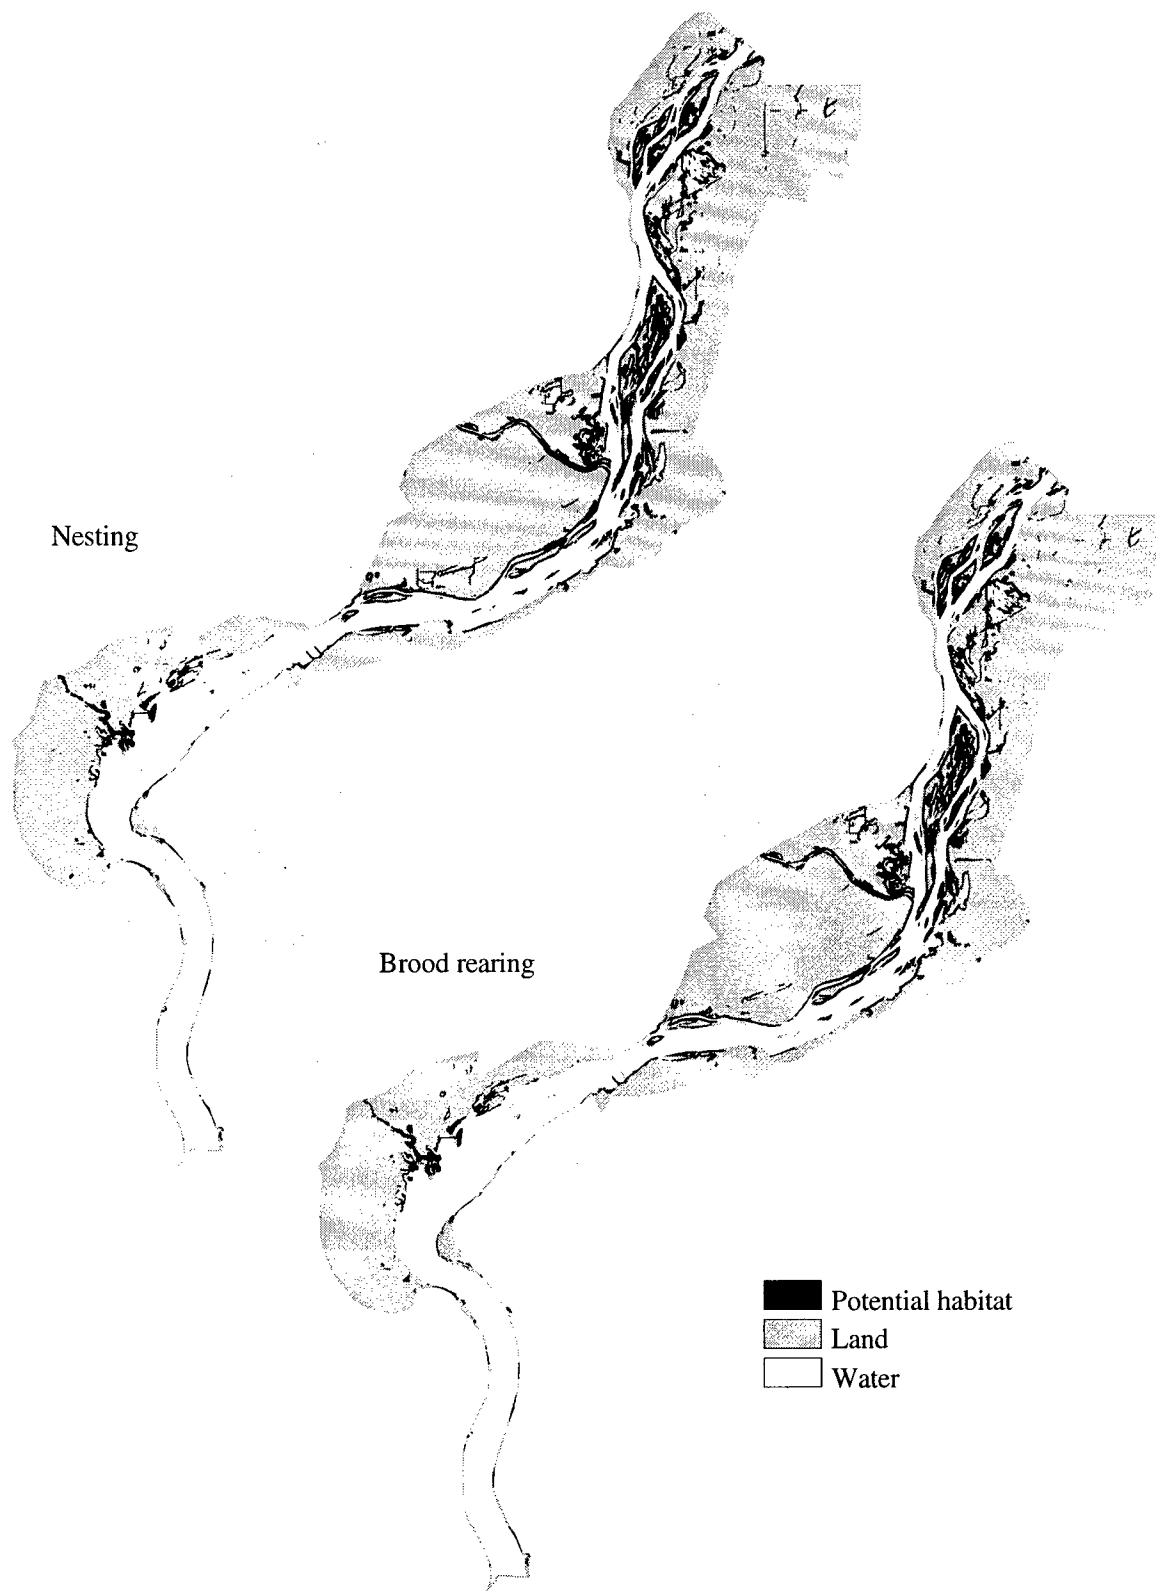 Nesting
Brood rearing
Potential habitat
Land
Water